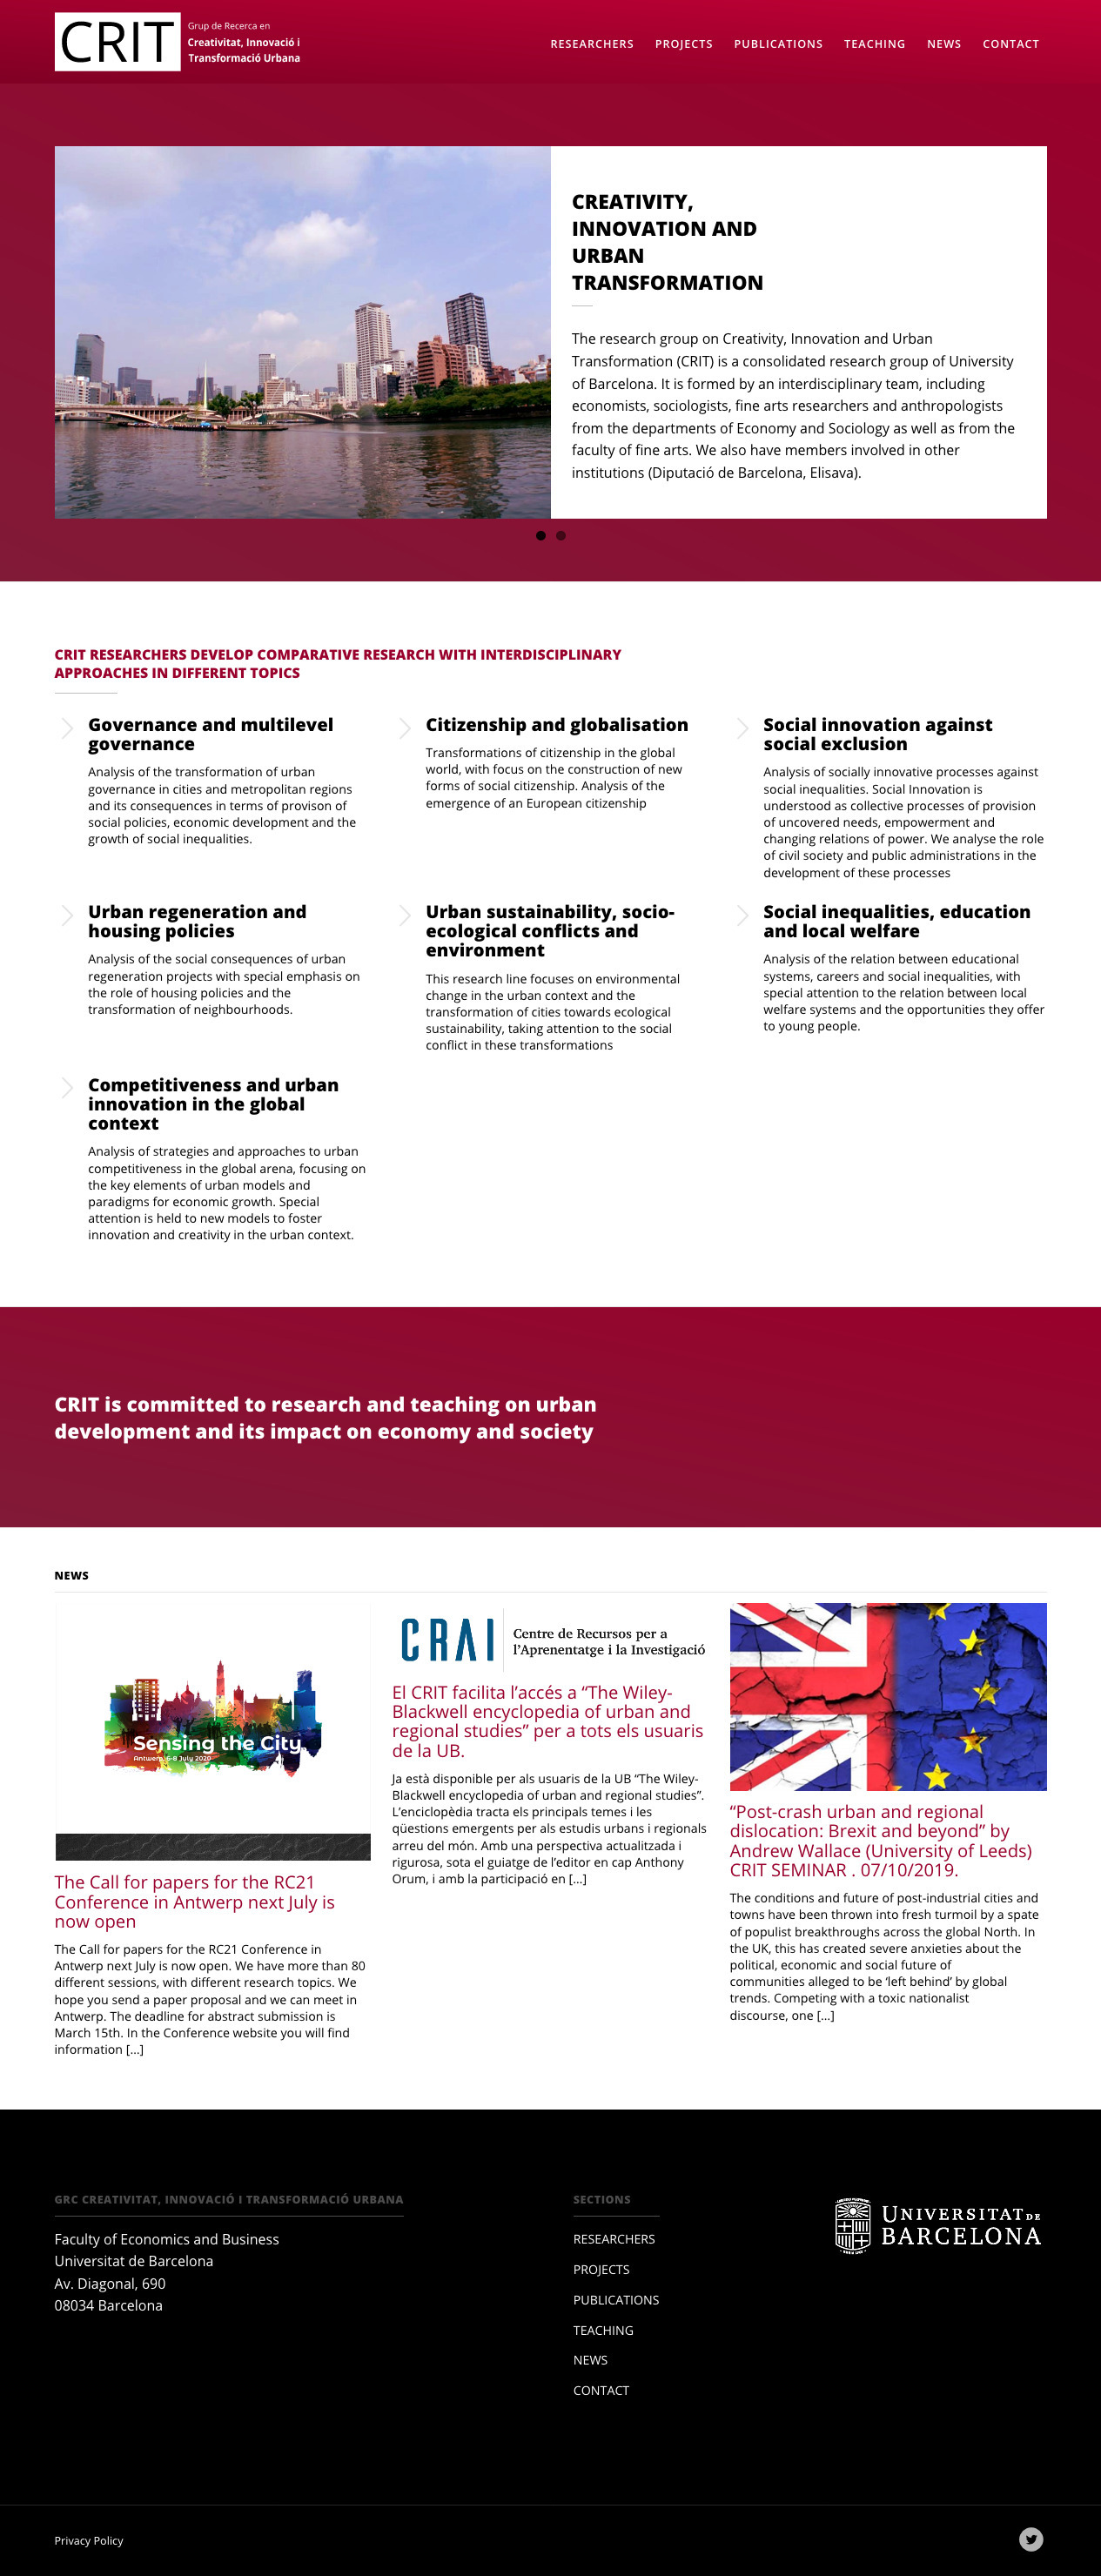 CRIT
Grup de Recerca en
Creativitat, Innovació i
Transformació Urbana
RESEARCHERS PROJECTS PUBLICATIONS TEACHING NEWS CONTACT
CREATIVITY,
INNOVATION AND
URBAN
TRANSFORMATION
The research group on Creativity, Innovation and Urban
Transformation (CRIT) is a consolidated research group of University
of Barcelona. It is formed by an interdisciplinary team, including
economists, sociologists, fine arts researchers and anthropologists
from the departments of Economy and Sociology as well as from the
faculty of fine arts. We also have members involved in other
institutions (Diputació de Barcelona, Elisava).
CRIT RESEARCHERS DEVELOP COMPARATIVE RESEARCH WITH INTERDISCIPLINARY
APPROACHES IN DIFFERENT TOPICS
Governance and multilevel
governance
Analysis of the transformation of urban
governance in cities and metropolitan regions
and its consequences in terms of provison of
social policies, economic development and the
growth of social inequalities.
Citizenship and globalisation
Transformations of citizenship in the global
world, with focus on the construction of new
forms of social citizenship. Analysis of the
emergence of an European citizenship
Social innovation against
social exclusion
Analysis of socially innovative processes against
social inequalities. Social Innovation is
understood as collective processes of provision
of uncovered needs, empowerment and
changing relations of power. We analyse the role
of civil society and public administrations in the
development of these processes
Urban regeneration and
housing policies
Analysis of the social consequences of urban
regeneration projects with special emphasis on
the role of housing policies and the
transformation of neighbourhoods.
Urban sustainability, socio-
ecological conflicts and
environment
This research line focuses on environmental
change in the urban context and the
transformation of cities towards ecological
sustainability, taking attention to the social
conflict in these transformations
Social inequalities, education
and local welfare
Analysis of the relation between educational
systems, careers and social inequalities, with
special attention to the relation between local
welfare systems and the opportunities they offer
to young people.
Competitiveness and urban
innovation in the global
context
Analysis of strategies and approaches to urban
competitiveness in the global arena, focusing on
the key elements of urban models and
paradigms for economic growth. Special
attention is held to new models to foster
innovation and creativity in the urban context.
CRIT is committed to research and teaching on urban
development and its impact on economy and society
NEWS
Sensing the City
Antwerp, 6-8 July 2020
The Call for papers for the RC21
Conference in Antwerp next July is
now open
The Call for papers for the RC21 Conference in
Antwerp next July is now open. We have more than 80
different sessions, with different research topics. We
hope you send a paper proposal and we can meet in
Antwerp. The deadline for abstract submission is
March 15th. In the Conference website you will find
information […]
CRAI
Centre de Recursos per a
l’Aprenentatge i la Investigació
El CRIT facilita l’accés a “The Wiley-
Blackwell encyclopedia of urban and
regional studies” per a tots els usuaris
de la UB.
Ja està disponible per als usuaris de la UB “The Wiley-
Blackwell encyclopedia of urban and regional studies”.
L’enciclopèdia tracta els principals temes i les
qüestions emergents per als estudis urbans i regionals
arreu del món. Amb una perspectiva actualitzada i
rigurosa, sota el guiatge de l’editor en cap Anthony
Orum, i amb la participació en […]
“Post-crash urban and regional
dislocation: Brexit and beyond” by
Andrew Wallace (University of Leeds)
CRIT SEMINAR . 07/10/2019.
The conditions and future of post-industrial cities and
towns have been thrown into fresh turmoil by a spate
of populist breakthroughs across the global North. In
the UK, this has created severe anxieties about the
political, economic and social future of
communities alleged to be ‘left behind’ by global
trends. Competing with a toxic nationalist
discourse, one […]
GRC CREATIVITAT, INNOVACIÓ I TRANSFORMACIÓ URBANA
Faculty of Economics and Business
Universitat de Barcelona
Av. Diagonal, 690
08034 Barcelona
SECTIONS
RESEARCHERS
PROJECTS
PUBLICATIONS
TEACHING
NEWS
CONTACT
UNIVERSITAT DE
BARCELONA
Privacy Policy